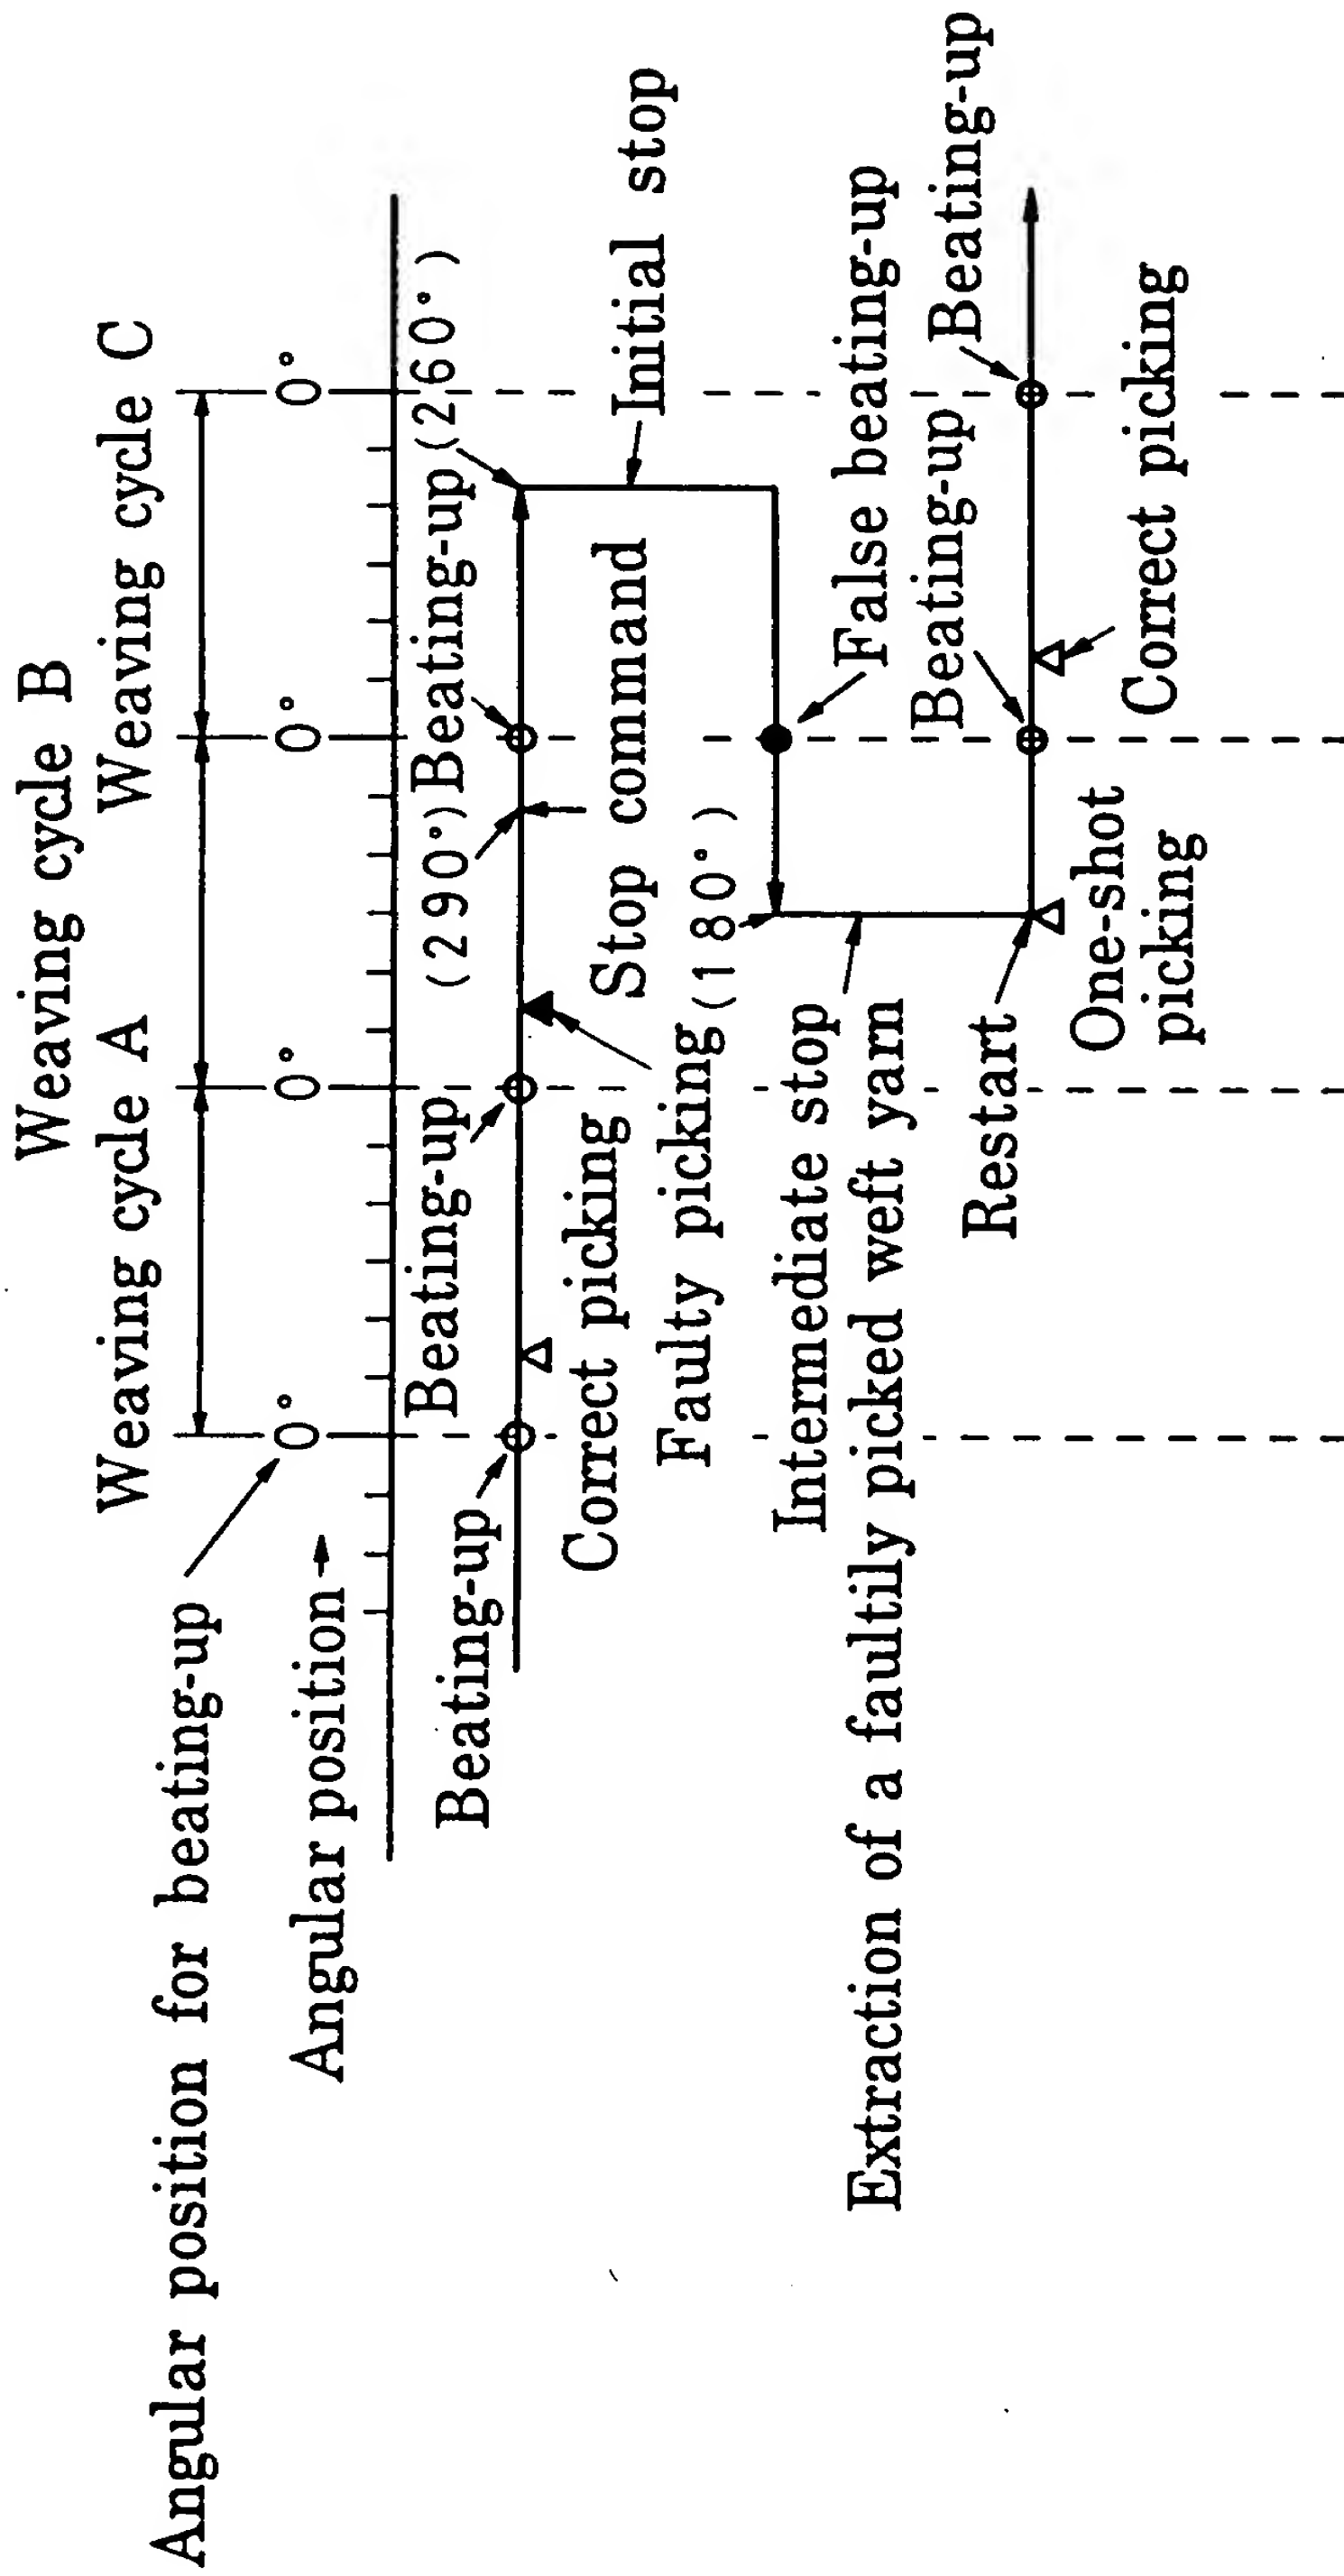 Weaving cycle B
Weaving cycle A
Weaving cycle C
Angular position for beating-up
0°
0°
0°
0°
Angular position
Beating-up
Beating-up
(290°)
Beating-up
(260°)
Correct picking
Faulty picking
Stop command
Initial stop
(180°)
Intermediate stop
False beating-up
Extraction of a faultily picked weft yarn
Restart
Beating-up
Beating-up
One-shot
picking
Correct picking